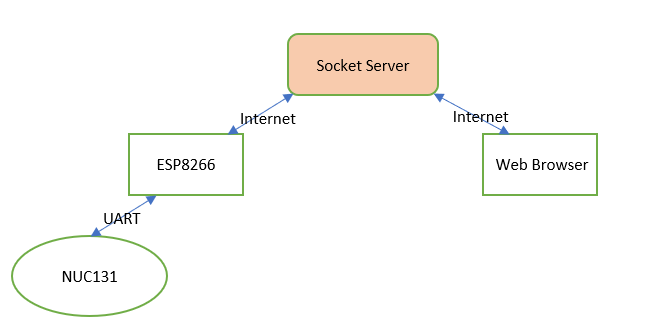 Socket Server
Internet
Internet
ESP8266
Web Browser
UART
NUC131